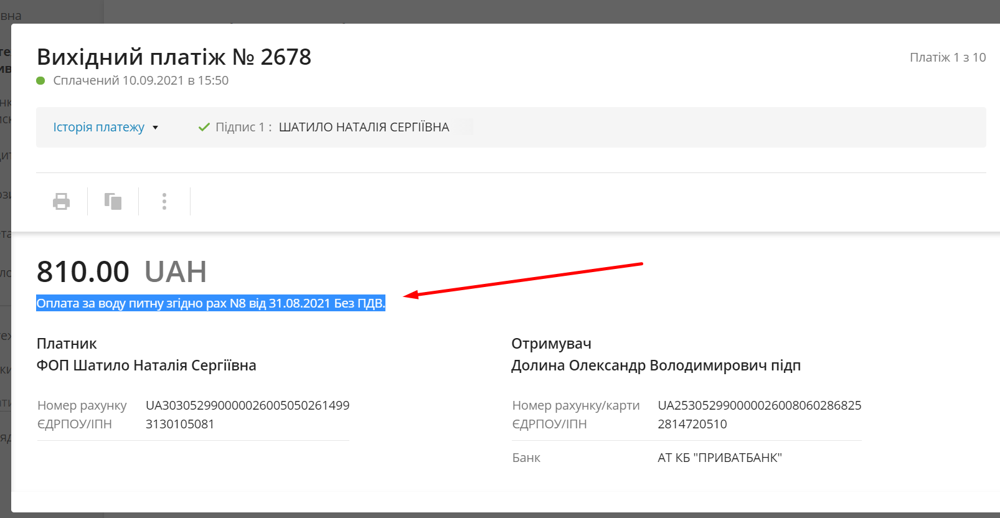 Вихідний платіж № 2678
Платіж 1 з 10
Сплачений 10.09.2021 в 15:50
Історія платежу
Підпис 1 : ШАТИЛО НАТАЛІЯ СЕРГІЇВНА
810.00 UAH
Оплата за воду питну згідно рах N8 від 31.08.2021 Без ПДВ.
Платник
ФОП Шатило Наталія Сергіївна
Номер рахунку UA303052990000026005050261499
ЄДРПОУ/ІПН 3130105081
Отримувач
Долина Олександр Володимирович підп
Номер рахунку/карти UA253052990000026008060286825
ЄДРПОУ/ІПН 2814720510
Банк АТ КБ "ПРИВАТБАНК"